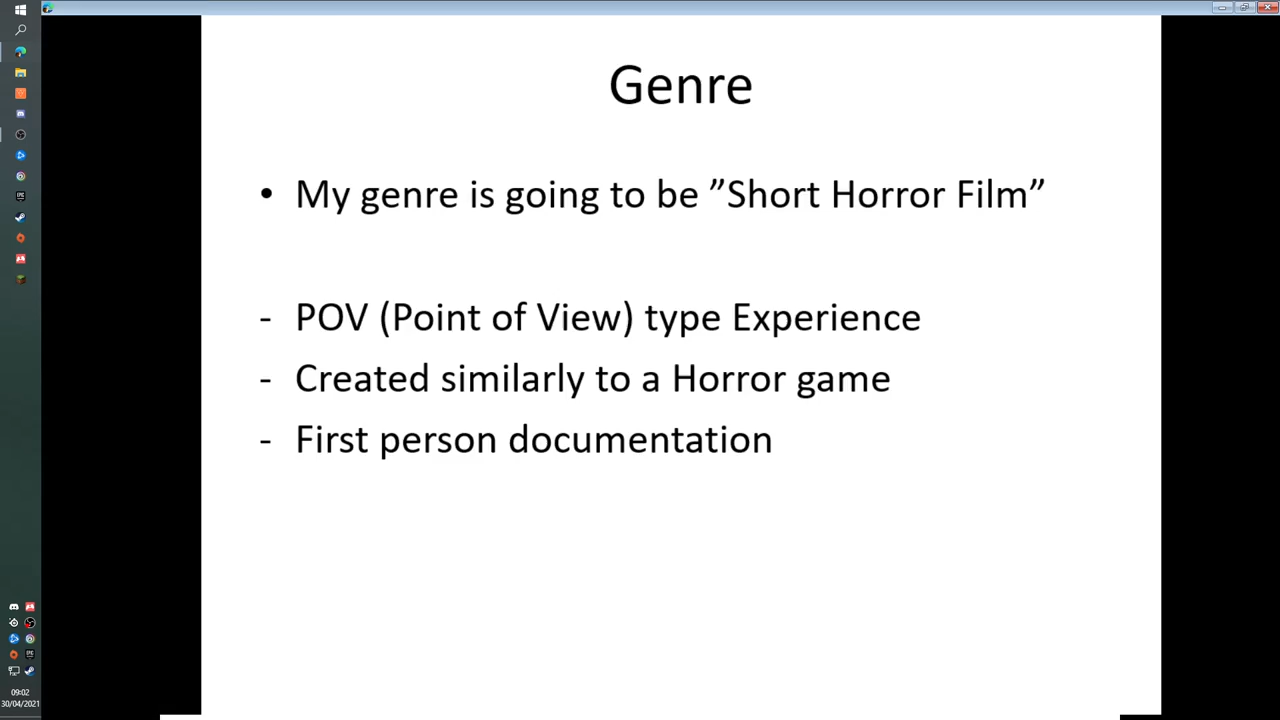 Genre
• My genre is going to be ”Short Horror Film”
- POV (Point of View) type Experience
- Created similarly to a Horror game
- First person documentation
09:02
30/04/2021